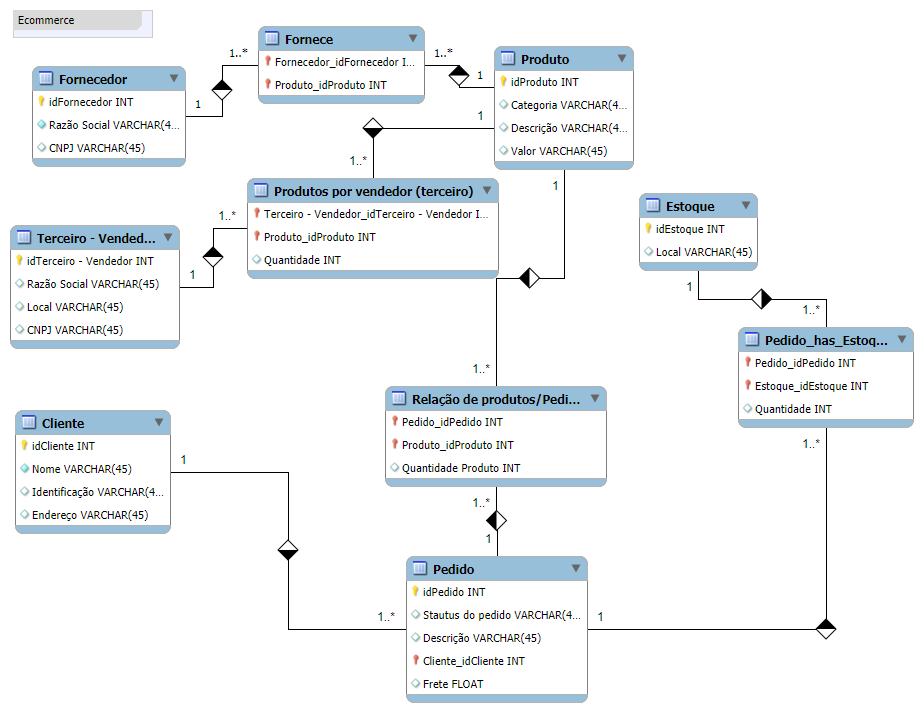 Ecommerce
Fornece
Fornecedor_idFornecedor I...
Produto_idProduto INT
Produto
idProduto INT
Categoria VARCHAR(4...
Descrição VARCHAR(4...
Valor VARCHAR(45)
Fornecedor
idFornecedor INT
Razão Social VARCHAR(4...
CNPJ VARCHAR(45)
1..*
1
1..*
1
1
1..*
1
Produtos por vendedor (terceiro)
Terceiro - Vendedor_idTerceiro - Vendedor I...
Produto_idProduto INT
Quantidade INT
Terceiro - Vended...
idTerceiro - Vendedor INT
Razão Social VARCHAR(45)
Local VARCHAR(45)
CNPJ VARCHAR(45)
1..*
1
Estoque
idEstoque INT
Local VARCHAR(45)
1
1..*
Pedido_has_Estoq...
Pedido_idPedido INT
Estoque_idEstoque INT
Quantidade INT
1..*
1..*
Relação de produtos/Pedi...
Pedido_idPedido INT
Produto_idProduto INT
Quantidade Produto INT
1..*
1
Cliente
idCliente INT
Nome VARCHAR(45)
Identificação VARCHAR(4...
Endereço VARCHAR(45)
1
1..*
Pedido
idPedido INT
Stautus do pedido VARCHAR(4...
Descrição VARCHAR(45)
Cliente_idCliente INT
Frete FLOAT
1